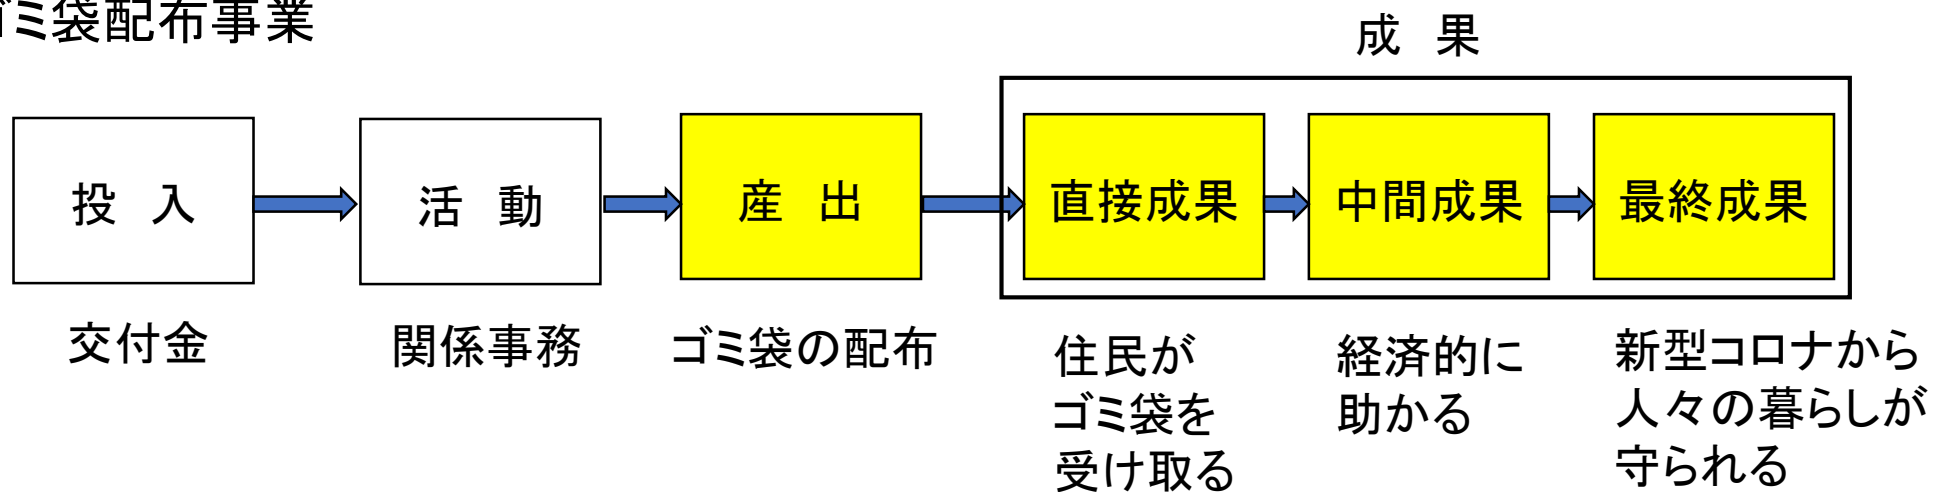 ゴミ袋配布事業
成　果
投　入
活　動
産　出
直接成果
中間成果
最終成果
交付金
関係事務
ゴミ袋の配布
住民が
ゴミ袋を
受け取る
経済的に
助かる
新型コロナから
人々の暮らしが
守られる